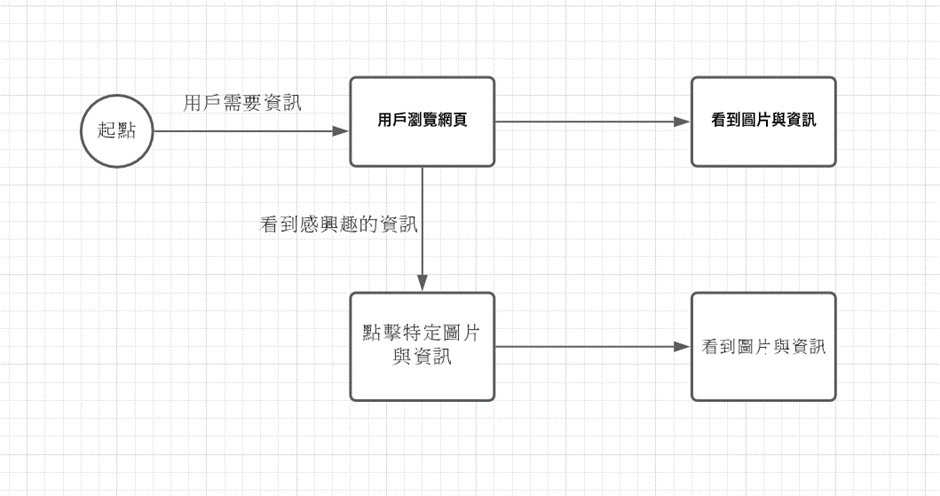 用戶需要資訊
起點
用戶瀏覽網頁
看到圖片與資訊
看到感興趣的資訊
點擊特定圖片
與資訊
看到圖片與資訊